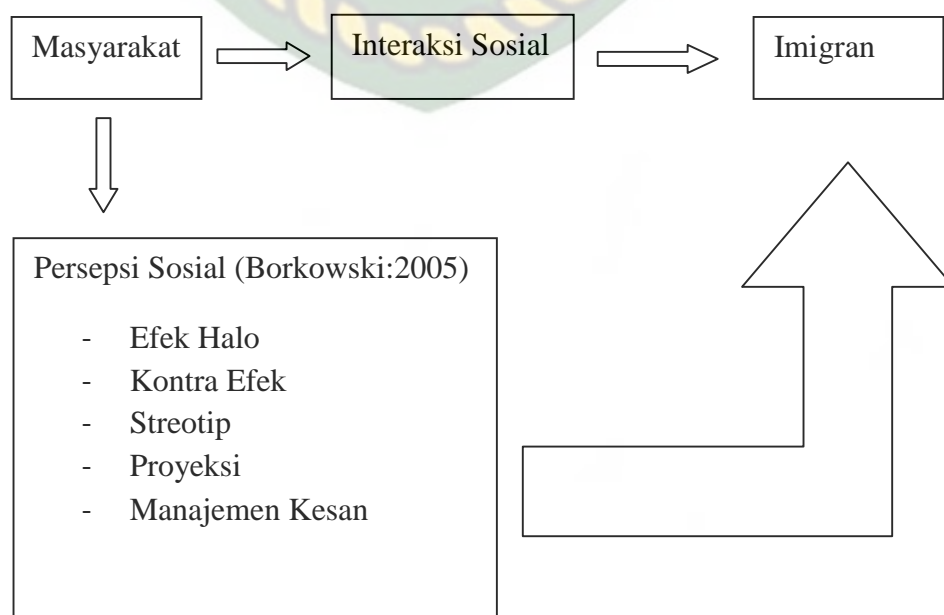 Masyarakat
Interaksi Sosial
Imigran
Persepsi Sosial (Borkowski:2005)
- Efek Halo
- Kontra Efek
- Streotip
- Proyeksi
- Manajemen Kesan